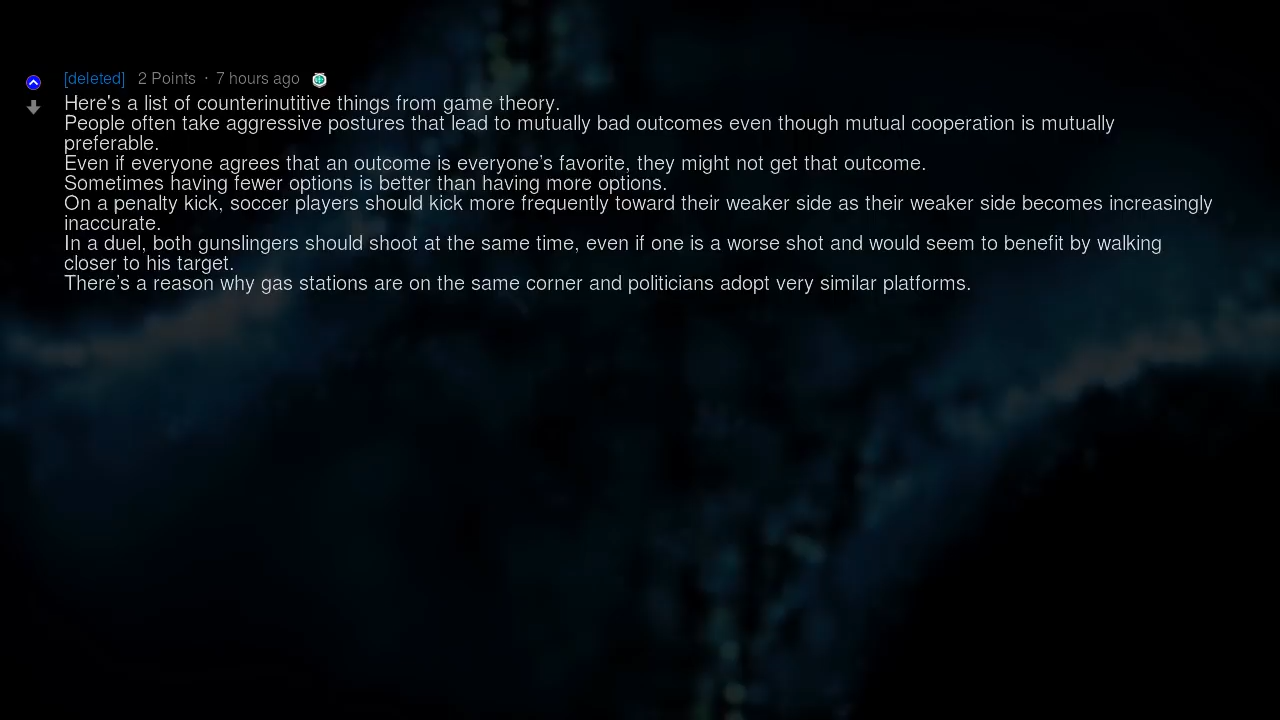 [deleted] 2 Points · 7 hours ago
Here's a list of counterinutitive things from game theory.
People often take aggressive postures that lead to mutually bad outcomes even though mutual cooperation is mutually
preferable.
Even if everyone agrees that an outcome is everyone's favorite, they might not get that outcome.
Sometimes having fewer options is better than having more options.
On a penalty kick, soccer players should kick more frequently toward their weaker side as their weaker side becomes increasingly
inaccurate.
In a duel, both gunslingers should shoot at the same time, even if one is a worse shot and would seem to benefit by walking
closer to his target.
There's a reason why gas stations are on the same corner and politicians adopt very similar platforms.